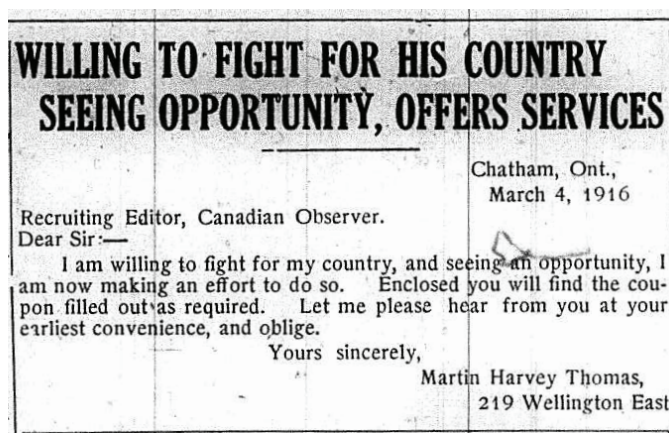 WILLING TO FIGHT FOR HIS COUNTRY
SEEING OPPORTUNITY, OFFERS SERVICES
Chatham, Ont.,
March 4, 1916
Recruiting Editor, Canadian Observer.
Dear Sir:—
I am willing to fight for my country, and seeing an opportunity, I
am now making an effort to do so. Enclosed you will find the cou-
pon filled out as required. Let me please hear from you at your
earliest convenience, and oblige.
Yours sincerely,
Martin Harvey Thomas,
219 Wellington East